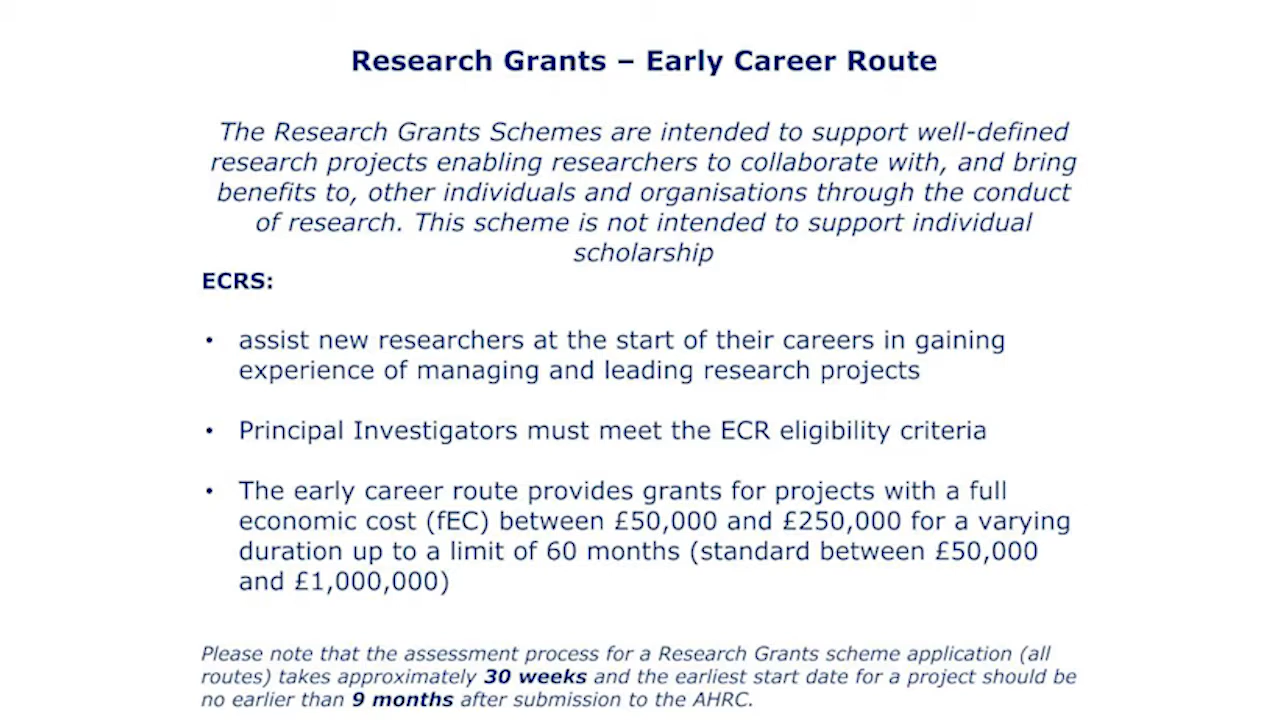 Research Grants – Early Career Route
The Research Grants Schemes are intended to support well-defined
research projects enabling researchers to collaborate with, and bring
benefits to, other individuals and organisations through the conduct
of research. This scheme is not intended to support individual
scholarship
ECRS:
• assist new researchers at the start of their careers in gaining
experience of managing and leading research projects
• Principal Investigators must meet the ECR eligibility criteria
• The early career route provides grants for projects with a full
economic cost (fEC) between £50,000 and £250,000 for a varying
duration up to a limit of 60 months (standard between £50,000
and £1,000,000)
Please note that the assessment process for a Research Grants scheme application (all
routes) takes approximately 30 weeks and the earliest start date for a project should be
no earlier than 9 months after submission to the AHRC.